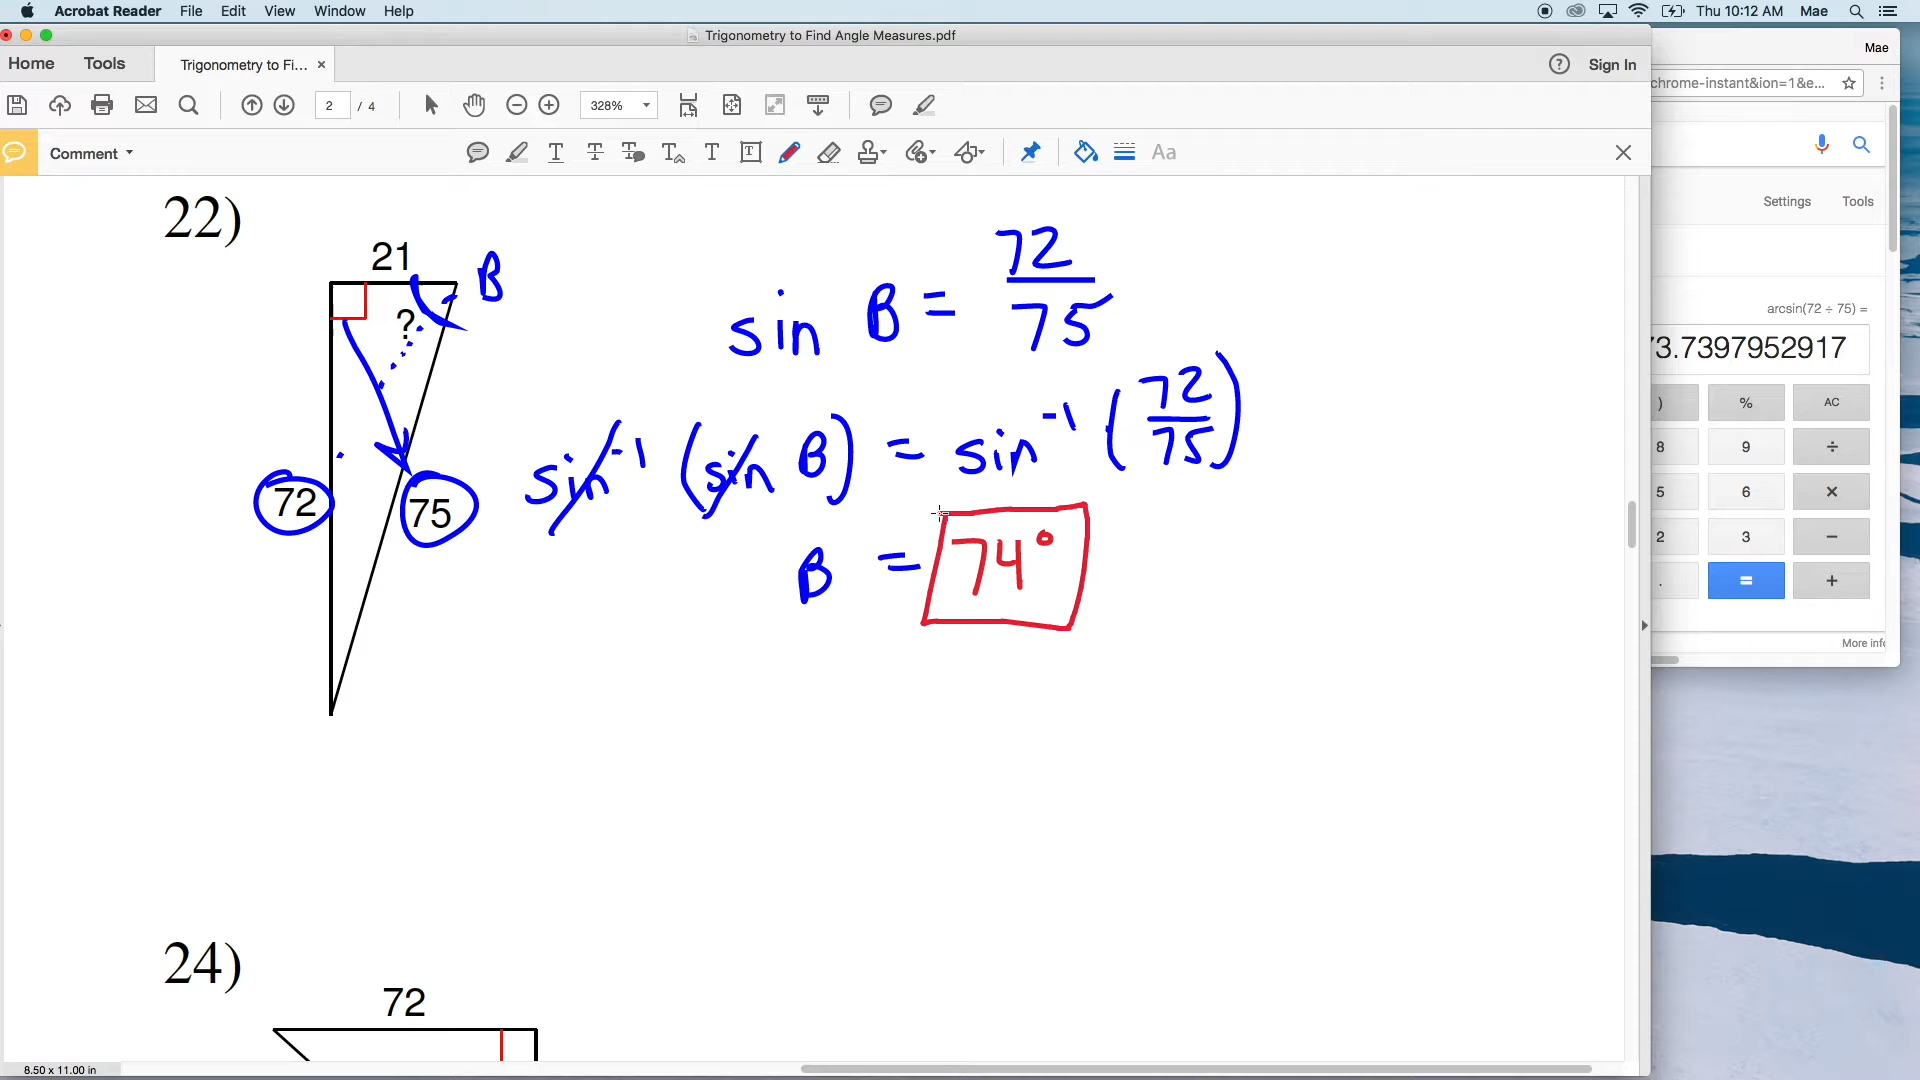 Acrobat Reader File Edit View Window Help Thu 10:12 AM Mae
Trigonometry to Find Angle Measures.pdf
Mae
Home Tools Trigonometry to Fi... × ? Sign In
chrome-instant&ion=1&e...
2 / 4 328%
Comment T T T T T T Aa
Settings Tools
22)
21
B
?
72
75
sin B = 72/75
sin⁻¹ (sin B) = sin⁻¹ (72/75)
B = 74°
arcsin(72 ÷ 75) =
73.7397952917
) % AC
8 9 ÷
5 6 ×
2 3 −
. = +
More info
24)
72
8.50 x 11.00 in